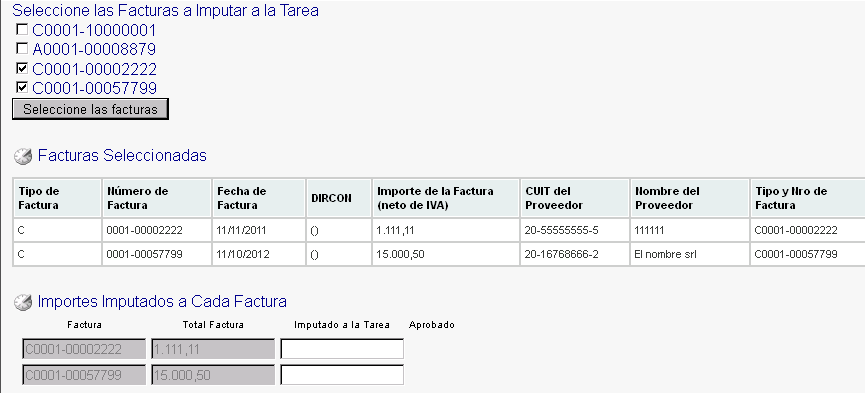 Seleccione las Facturas a Imputar a la Tarea
C0001-10000001
A0001-00008879
C0001-00002222
C0001-00057799
Seleccione las facturas
Facturas Seleccionadas
Tipo de Factura Número de Factura Fecha de Factura DIRCON Importe de la Factura (neto de IVA) CUIT del Proveedor Nombre del Proveedor Tipo y Nro de Factura
C 0001-00002222 11/11/2011 () 1.111,11 20-55555555-5 111111 C0001-00002222
C 0001-00057799 11/10/2012 () 15.000,50 20-16768666-2 El nombre srl C0001-00057799
Importes Imputados a Cada Factura
Factura Total Factura Imputado a la Tarea Aprobado
C0001-00002222 1.111,11
C0001-00057799 15.000,50